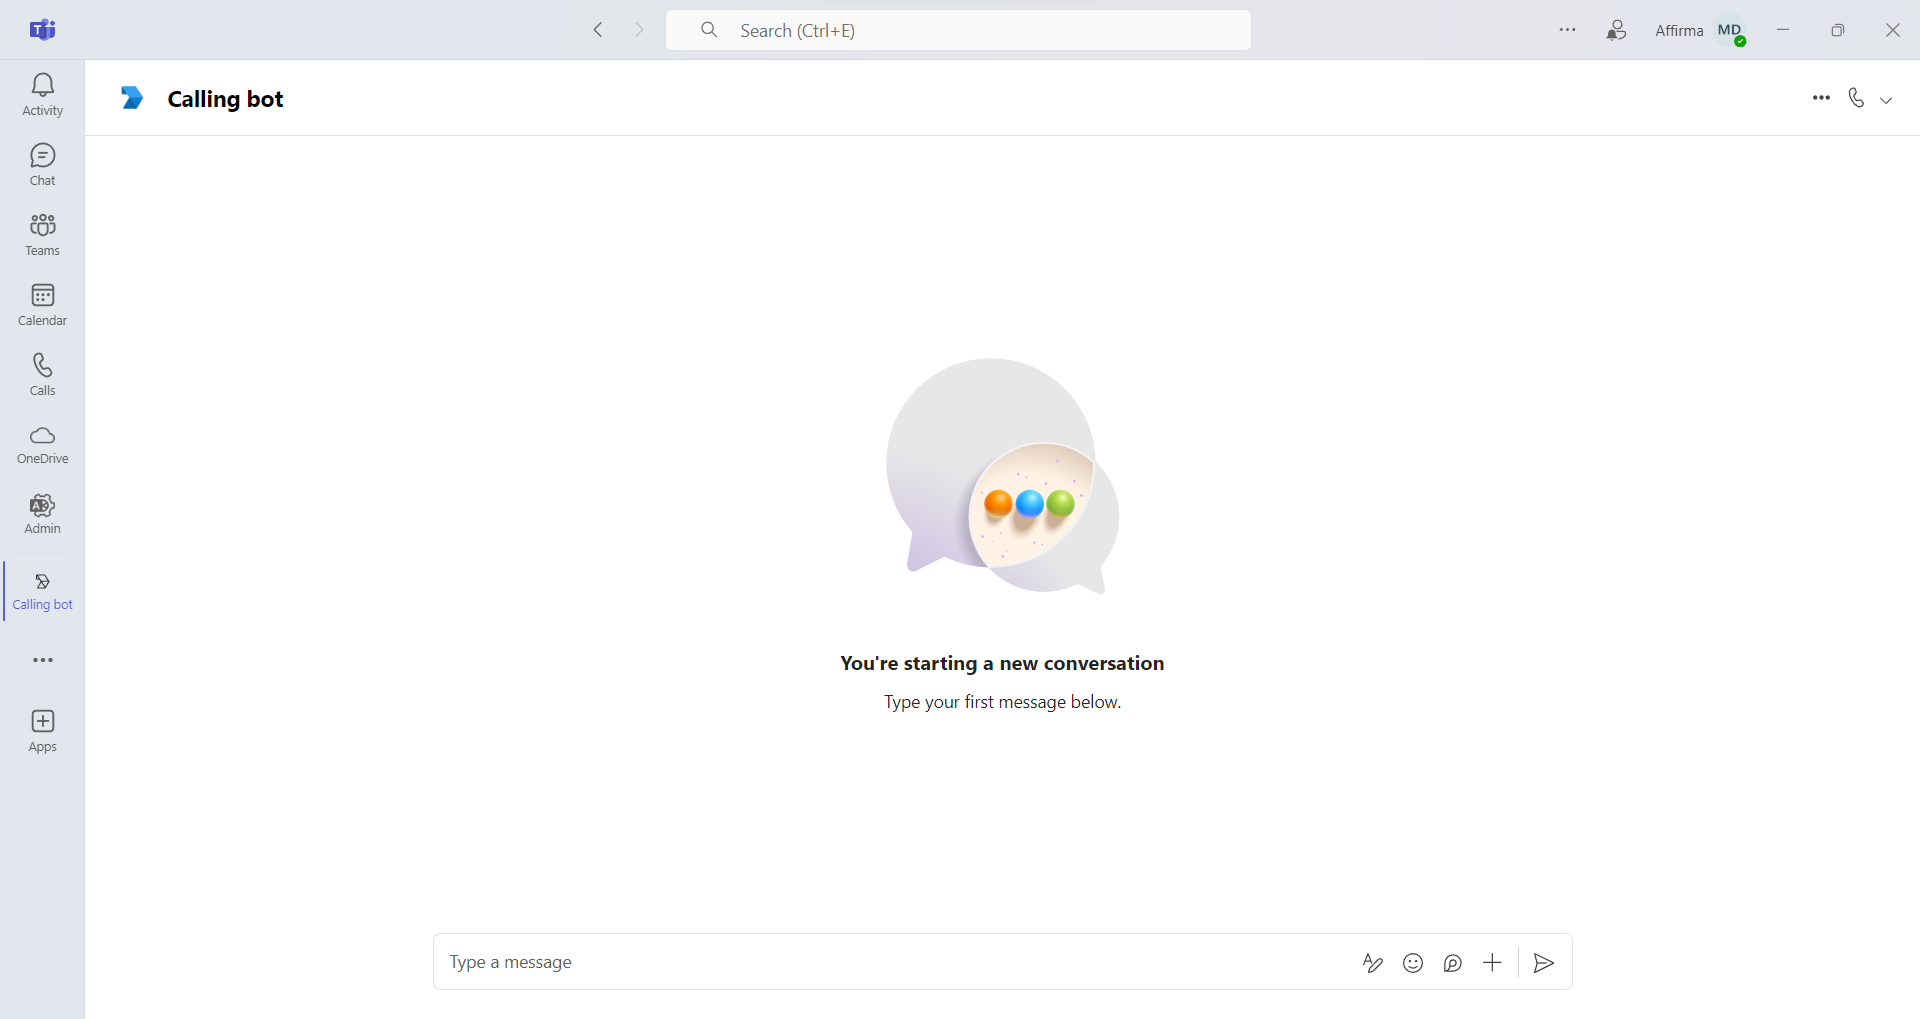 Search (Ctrl+E)
Affirma MD
Activity
Chat
Teams
Calendar
Calls
OneDrive
Admin
Calling bot
Apps
Calling bot
You're starting a new conversation
Type your first message below.
Type a message